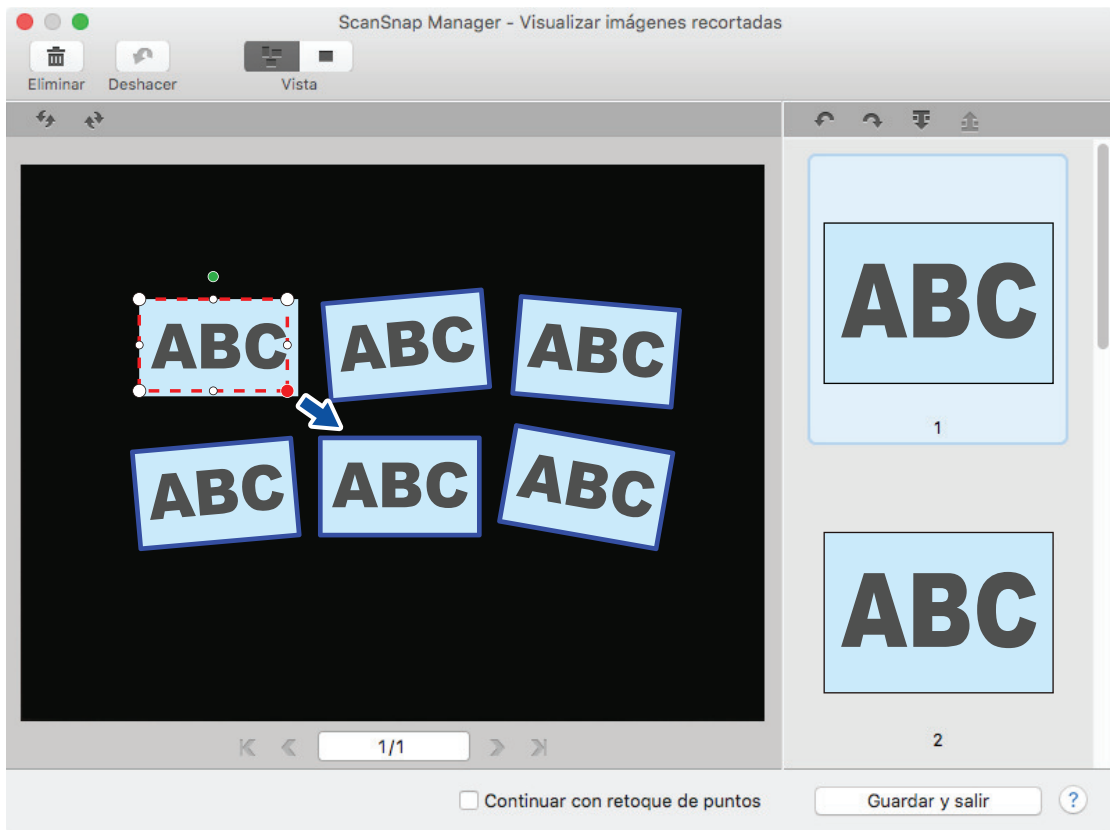 ScanSnap Manager - Visualizar imágenes recortadas
Eliminar Deshacer Vista
ABC ABC ABC
ABC ABC ABC
ABC
1
ABC
2
1/1
Continuar con retoque de puntos Guardar y salir ?